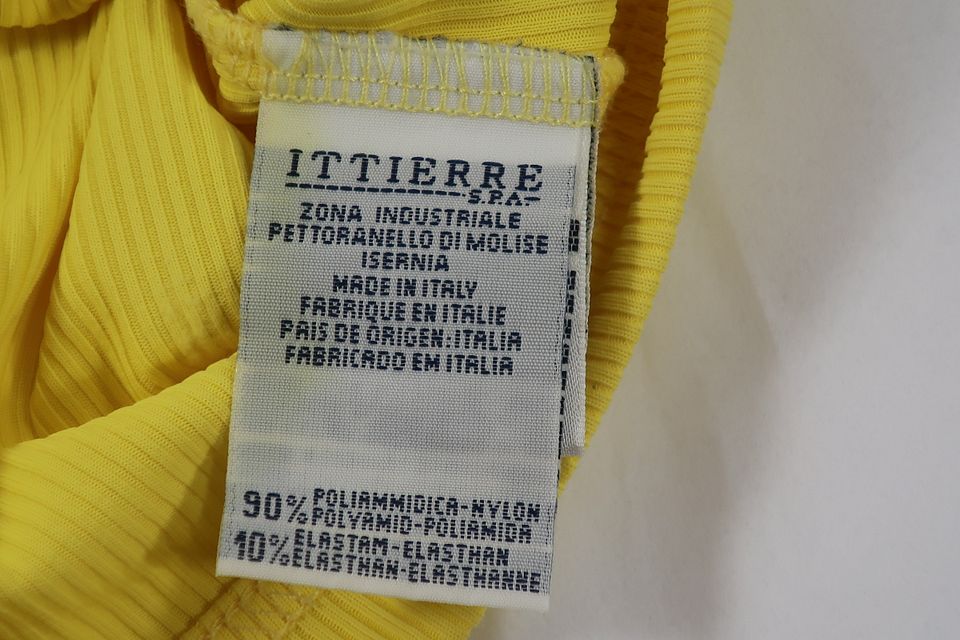 ITTIERRE
S.P.A.
ZONA INDUSTRIALE
PETTORANELLO DI MOLISE
ISERNIA
MADE IN ITALY
FABRIQUE EN ITALIE
PAIS DE ORIGEN: ITALIA
FABRICADO EM ITALIA
90% POLIAMMIDICA-NYLON
POLYAMID-POLIAMIDA
10% ELASTAM-ELASTHAN
ELASTHAN-ELASTHANNE